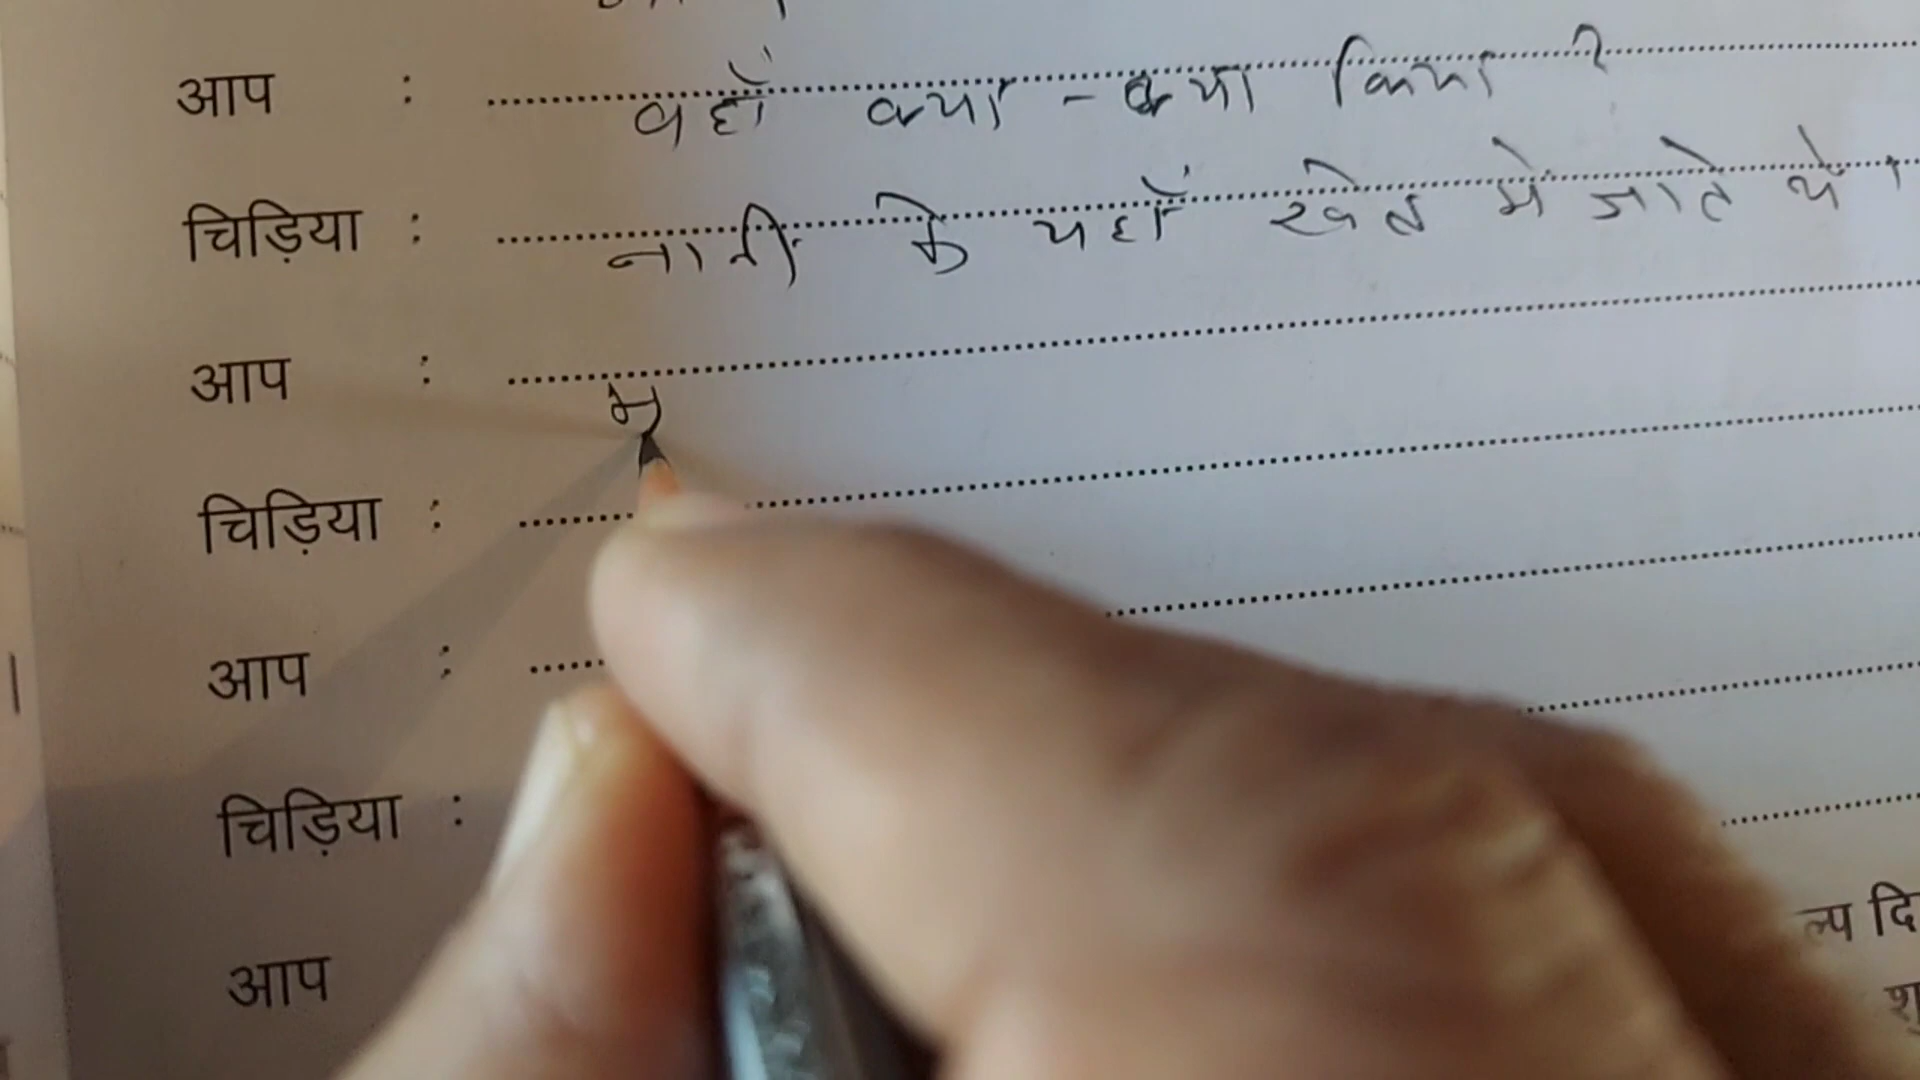 आप : वहाँ क्या - क्या किया ?
चिड़िया : नानी के यहाँ खेत में जाते थे ।
आप : म
चिड़िया :
आप :
चिड़िया :
आप
ल्प दि
शु